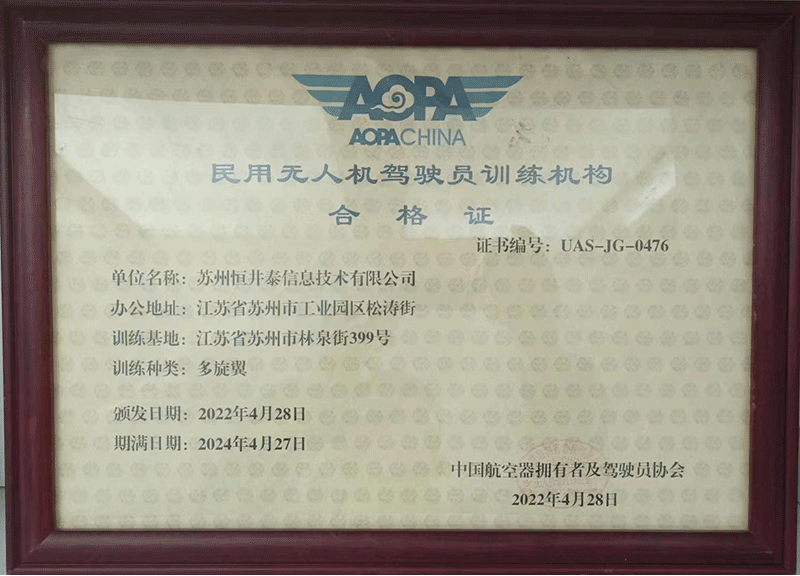 AOPA
AOPA CHINA
民用无人机驾驶员训练机构
合格证
证书编号：UAS-JG-0476
单位名称：苏州恒井泰信息技术有限公司
办公地址：江苏省苏州市工业园区松涛街
训练基地：江苏省苏州市林泉街399号
训练种类：多旋翼
颁发日期：2022年4月28日
期满日期：2024年4月27日
中国航空器拥有者及驾驶员协会
2022年4月28日